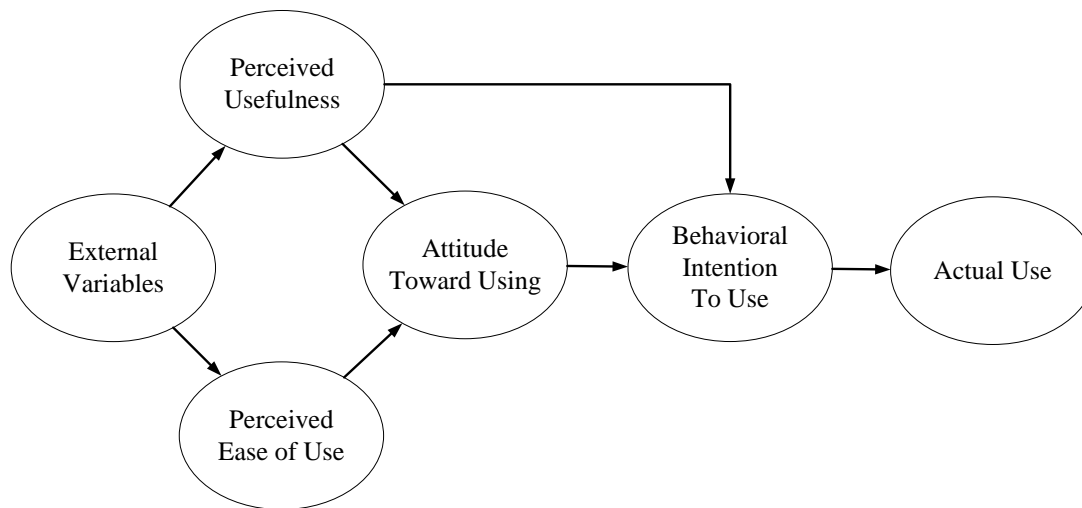 Perceived
Usefulness
External
Variables
Attitude
Toward Using
Behavioral
Intention
To Use
Actual Use
Perceived
Ease of Use